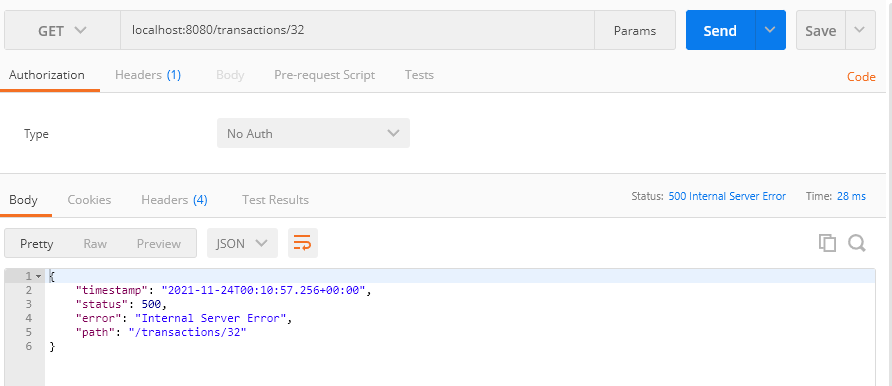 GET localhost:8080/transactions/32 Params Send Save
Authorization Headers (1) Body Pre-request Script Tests Code
Type No Auth
Body Cookies Headers (4) Test Results Status: 500 Internal Server Error Time: 28 ms
Pretty Raw Preview JSON
1 {
2 "timestamp": "2021-11-24T00:10:57.256+00:00",
3 "status": 500,
4 "error": "Internal Server Error",
5 "path": "/transactions/32"
6 }